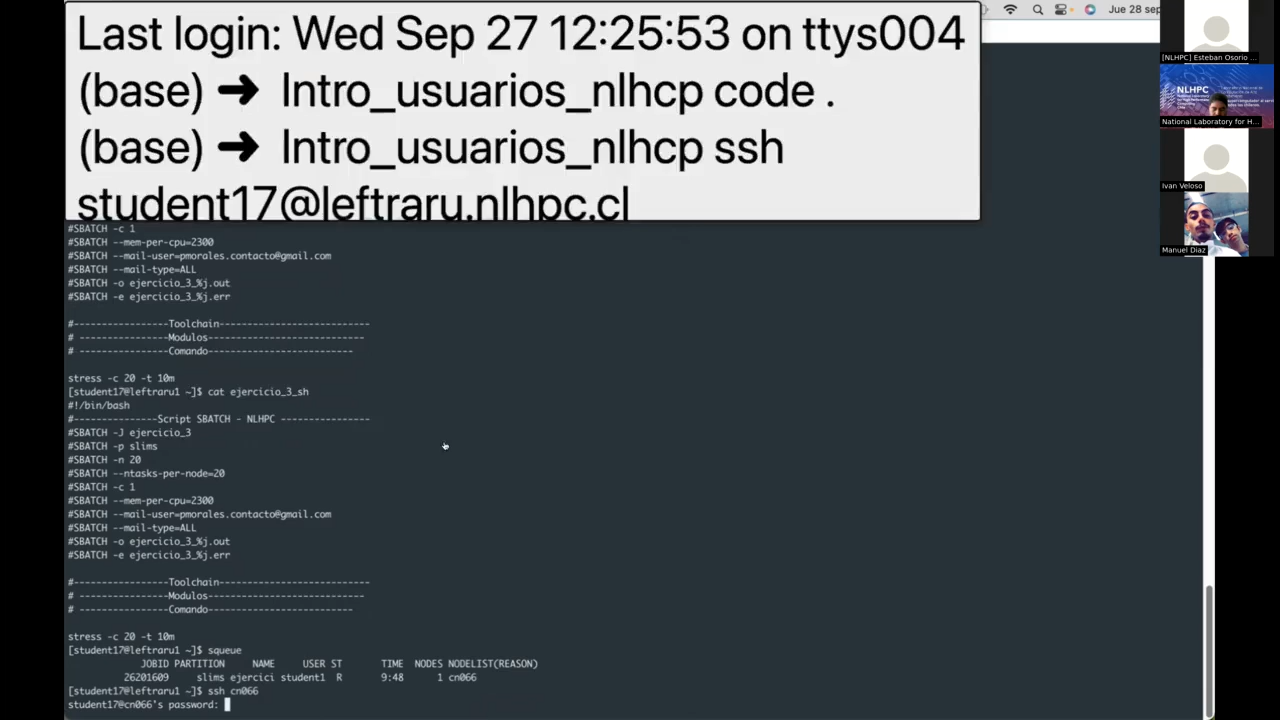 Last login: Wed Sep 27 12:25:53 on ttys004
(base) ➜ Intro_usuarios_nlhcp code .
(base) ➜ Intro_usuarios_nlhcp ssh
student17@leftraru.nlhpc.cl
Jue 28 sep
[NLHPC] Esteban Osorio ...
NLHPC
National Laboratory for H...
Ivan Veloso
Manuel Diaz
#SBATCH -c 1
#SBATCH --mem-per-cpu=2300
#SBATCH --mail-user=pmorales.contacto@gmail.com
#SBATCH --mail-type=ALL
#SBATCH -o ejercicio_3_%j.out
#SBATCH -e ejercicio_3_%j.err
#-----------------Toolchain---------------------------
# ----------------Modulos----------------------------
# ----------------Comando--------------------------
stress -c 20 -t 10m
[student17@leftraru1 ~]$ cat ejercicio_3_sh
#!/bin/bash
#---------------Script SBATCH - NLHPC ----------------
#SBATCH -J ejercicio_3
#SBATCH -p slims
#SBATCH -n 20
#SBATCH --ntasks-per-node=20
#SBATCH -c 1
#SBATCH --mem-per-cpu=2300
#SBATCH --mail-user=pmorales.contacto@gmail.com
#SBATCH --mail-type=ALL
#SBATCH -o ejercicio_3_%j.out
#SBATCH -e ejercicio_3_%j.err
#-----------------Toolchain---------------------------
# ----------------Modulos----------------------------
# ----------------Comando--------------------------
stress -c 20 -t 10m
[student17@leftraru1 ~]$ squeue
JOBID PARTITION NAME USER ST TIME NODES NODELIST(REASON)
26201609 slims ejercici student1 R 9:48 1 cn066
[student17@leftraru1 ~]$ ssh cn066
student17@cn066's password: